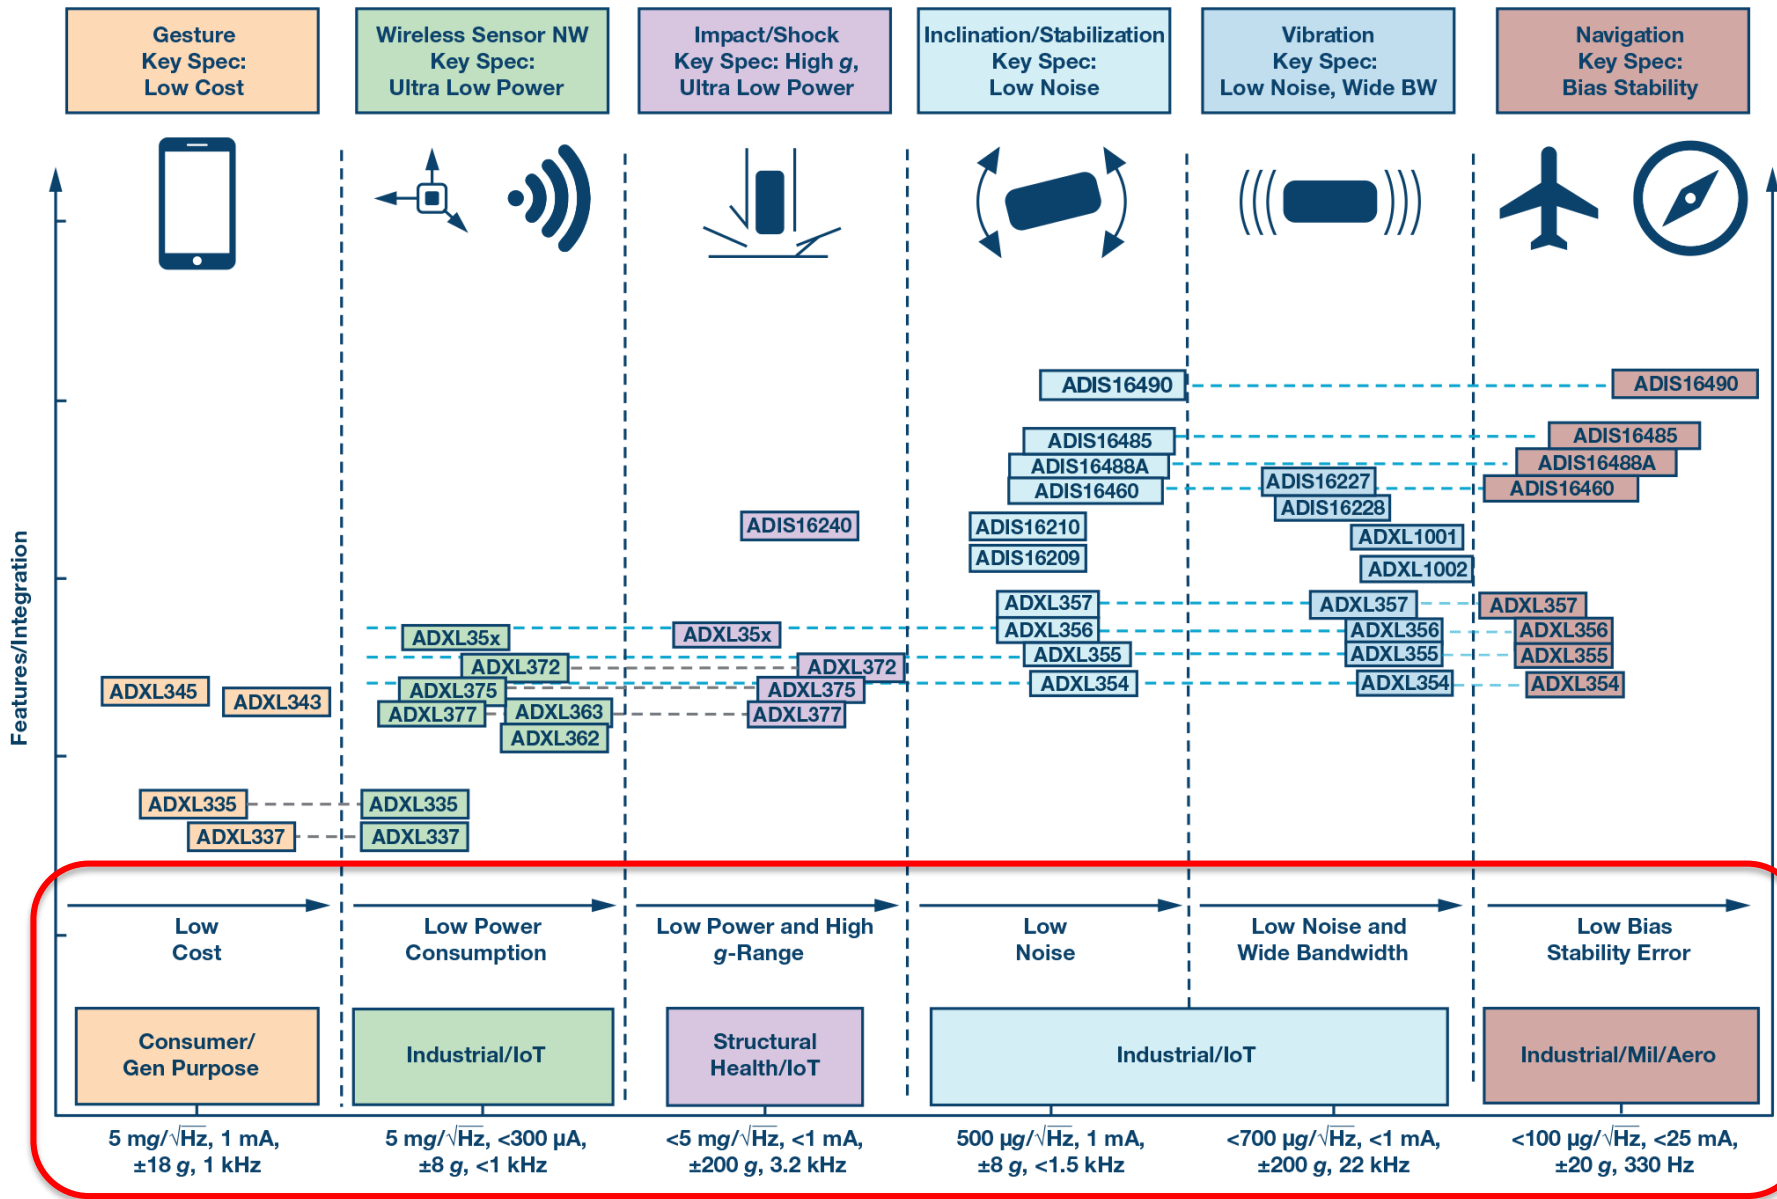 Gesture
Key Spec:
Low Cost
Wireless Sensor NW
Key Spec:
Ultra Low Power
Impact/Shock
Key Spec: High g,
Ultra Low Power
Inclination/Stabilization
Key Spec:
Low Noise
Vibration
Key Spec:
Low Noise, Wide BW
Navigation
Key Spec:
Bias Stability
Features/Integration
ADXL345
ADXL343
ADXL335
ADXL337
ADXL35x
ADXL372
ADXL375
ADXL377
ADXL363
ADXL362
ADXL335
ADXL337
ADIS16240
ADXL35x
ADXL372
ADXL375
ADXL377
ADIS16490
ADIS16485
ADIS16488A
ADIS16460
ADIS16210
ADIS16209
ADXL357
ADXL356
ADXL355
ADXL354
ADIS16227
ADIS16228
ADXL1001
ADXL1002
ADXL357
ADXL356
ADXL355
ADXL354
ADIS16490
ADIS16485
ADIS16488A
ADIS16460
ADXL357
ADXL356
ADXL355
ADXL354
Low
Cost
Low Power
Consumption
Low Power and High
g-Range
Low
Noise
Low Noise and
Wide Bandwidth
Low Bias
Stability Error
Consumer/
Gen Purpose
Industrial/IoT
Structural
Health/IoT
Industrial/IoT
Industrial/Mil/Aero
5 mg/√Hz, 1 mA,
±18 g, 1 kHz
5 mg/√Hz, <300 µA,
±8 g, <1 kHz
<5 mg/√Hz, <1 mA,
±200 g, 3.2 kHz
500 µg/√Hz, 1 mA,
±8 g, <1.5 kHz
<700 µg/√Hz, <1 mA,
±200 g, 22 kHz
<100 µg/√Hz, <25 mA,
±20 g, 330 Hz